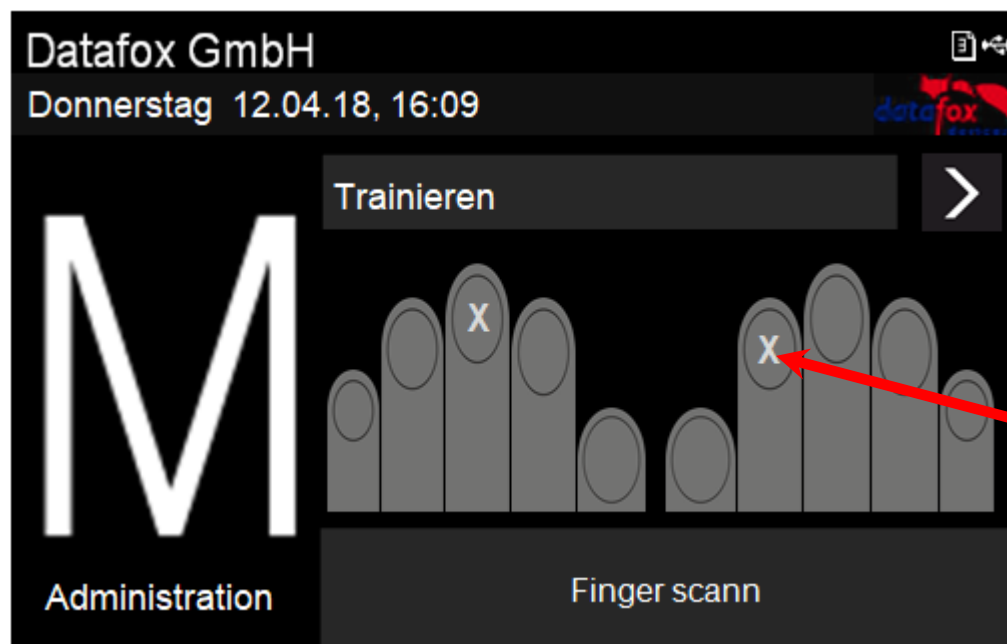 Datafox GmbH
Donnerstag 12.04.18, 16:09
datafox
M
Trainieren
X
X
Administration
Finger scann